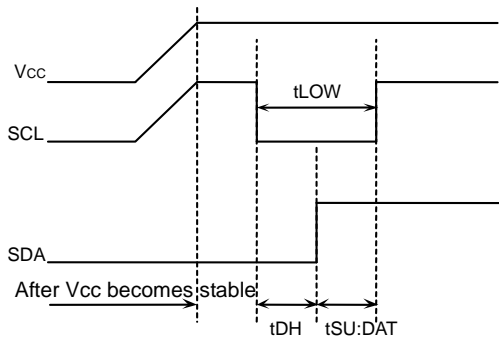 Vcc
tLOW
SCL
SDA
After Vcc becomes stable
tDH
tSU:DAT